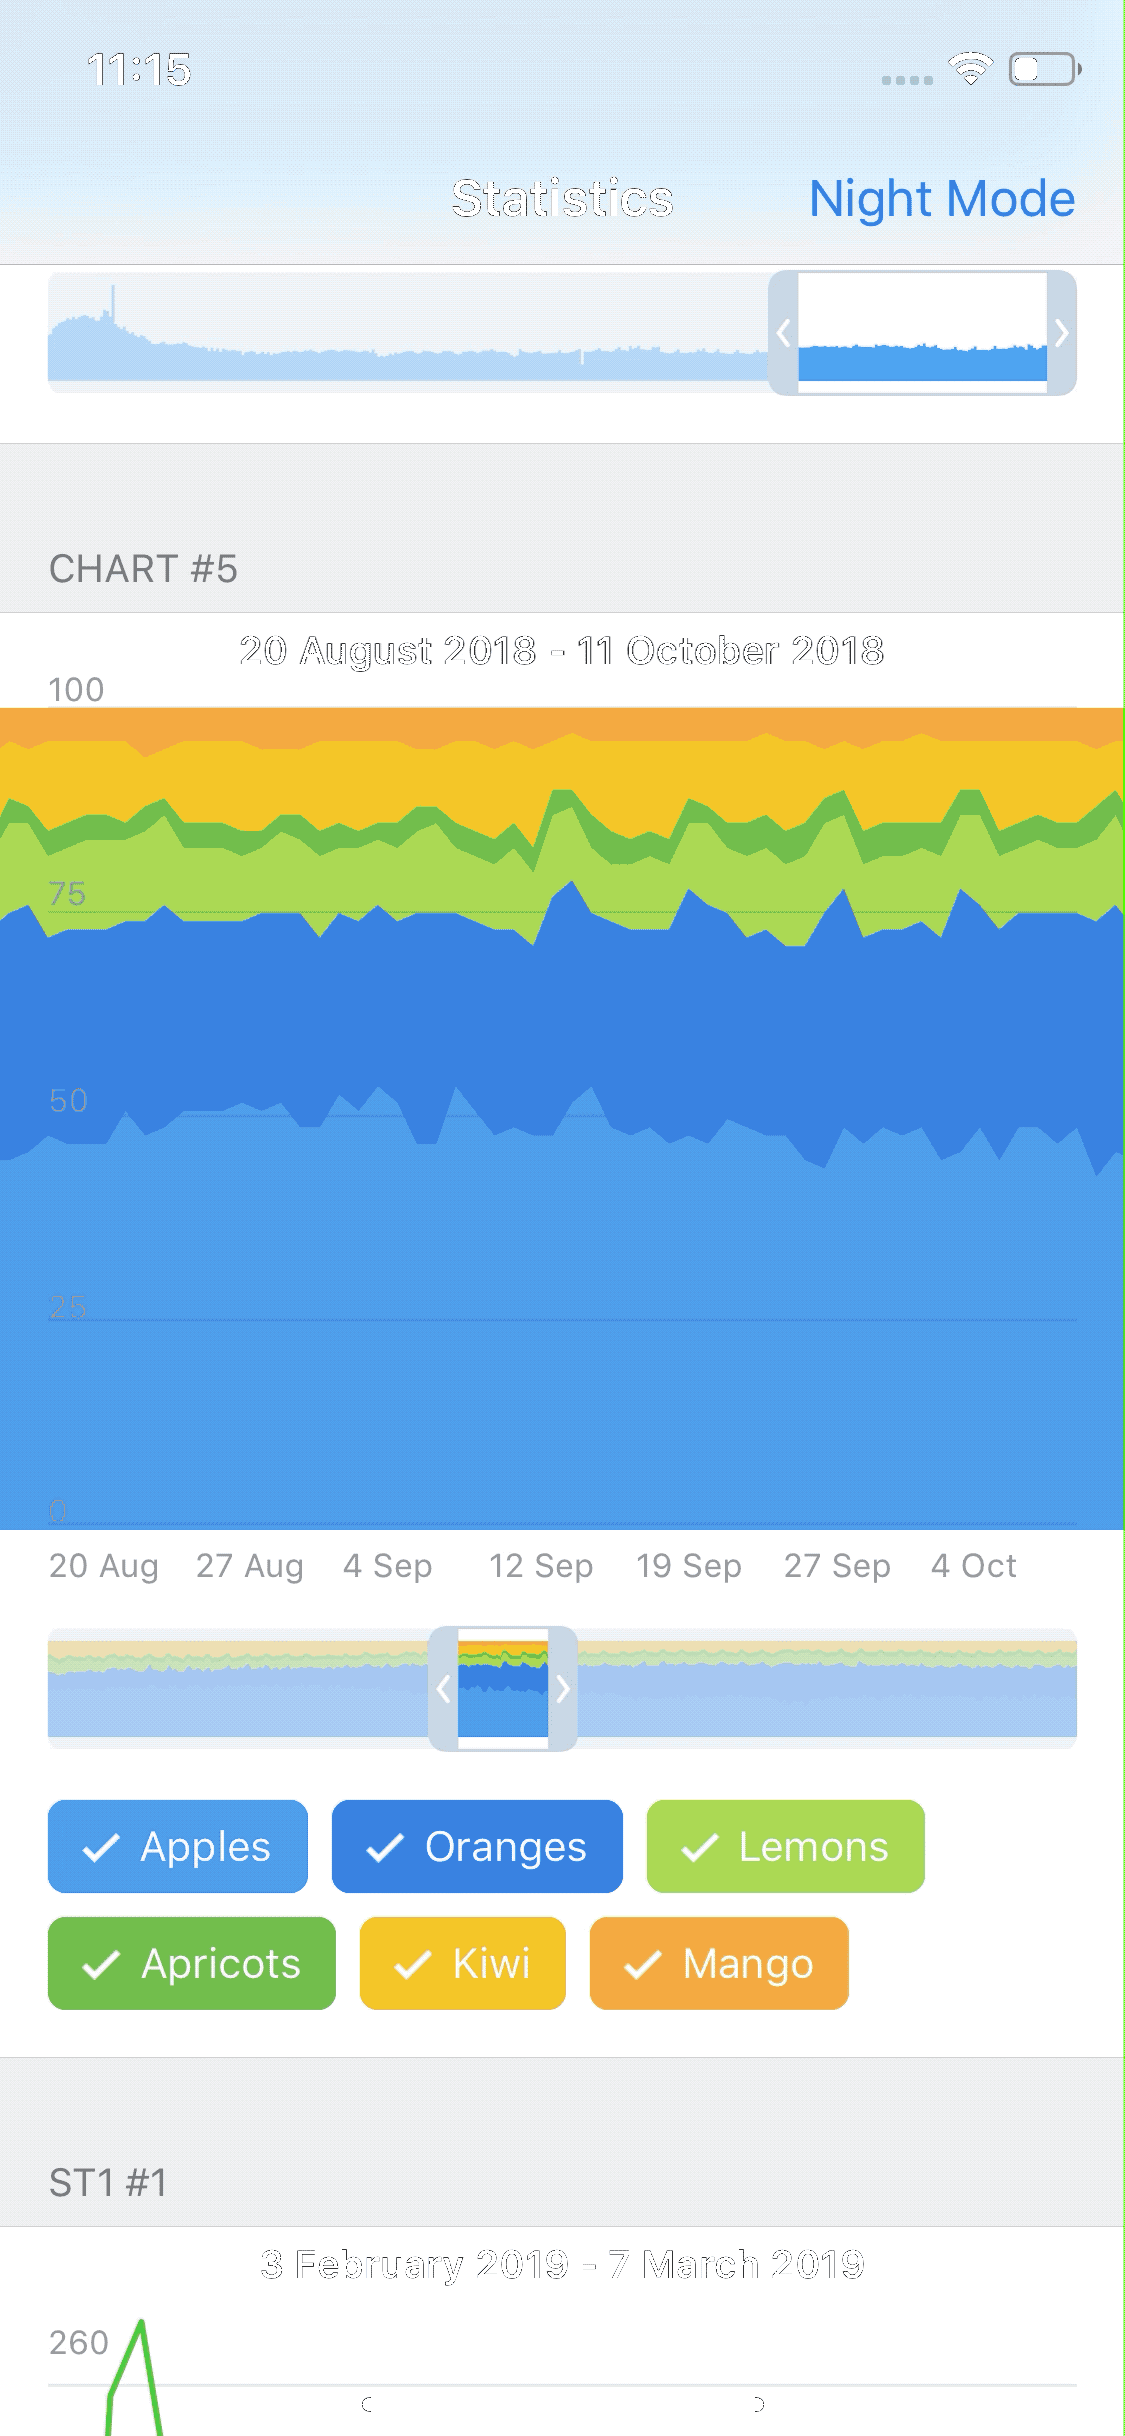 11:15
Statistics Night Mode
CHART #5
20 August 2018 - 11 October 2018
100
75
50
25
0
20 Aug 27 Aug 4 Sep 12 Sep 19 Sep 27 Sep 4 Oct
Apples Oranges Lemons
Apricots Kiwi Mango
ST1 #1
3 February 2019 - 7 March 2019
260